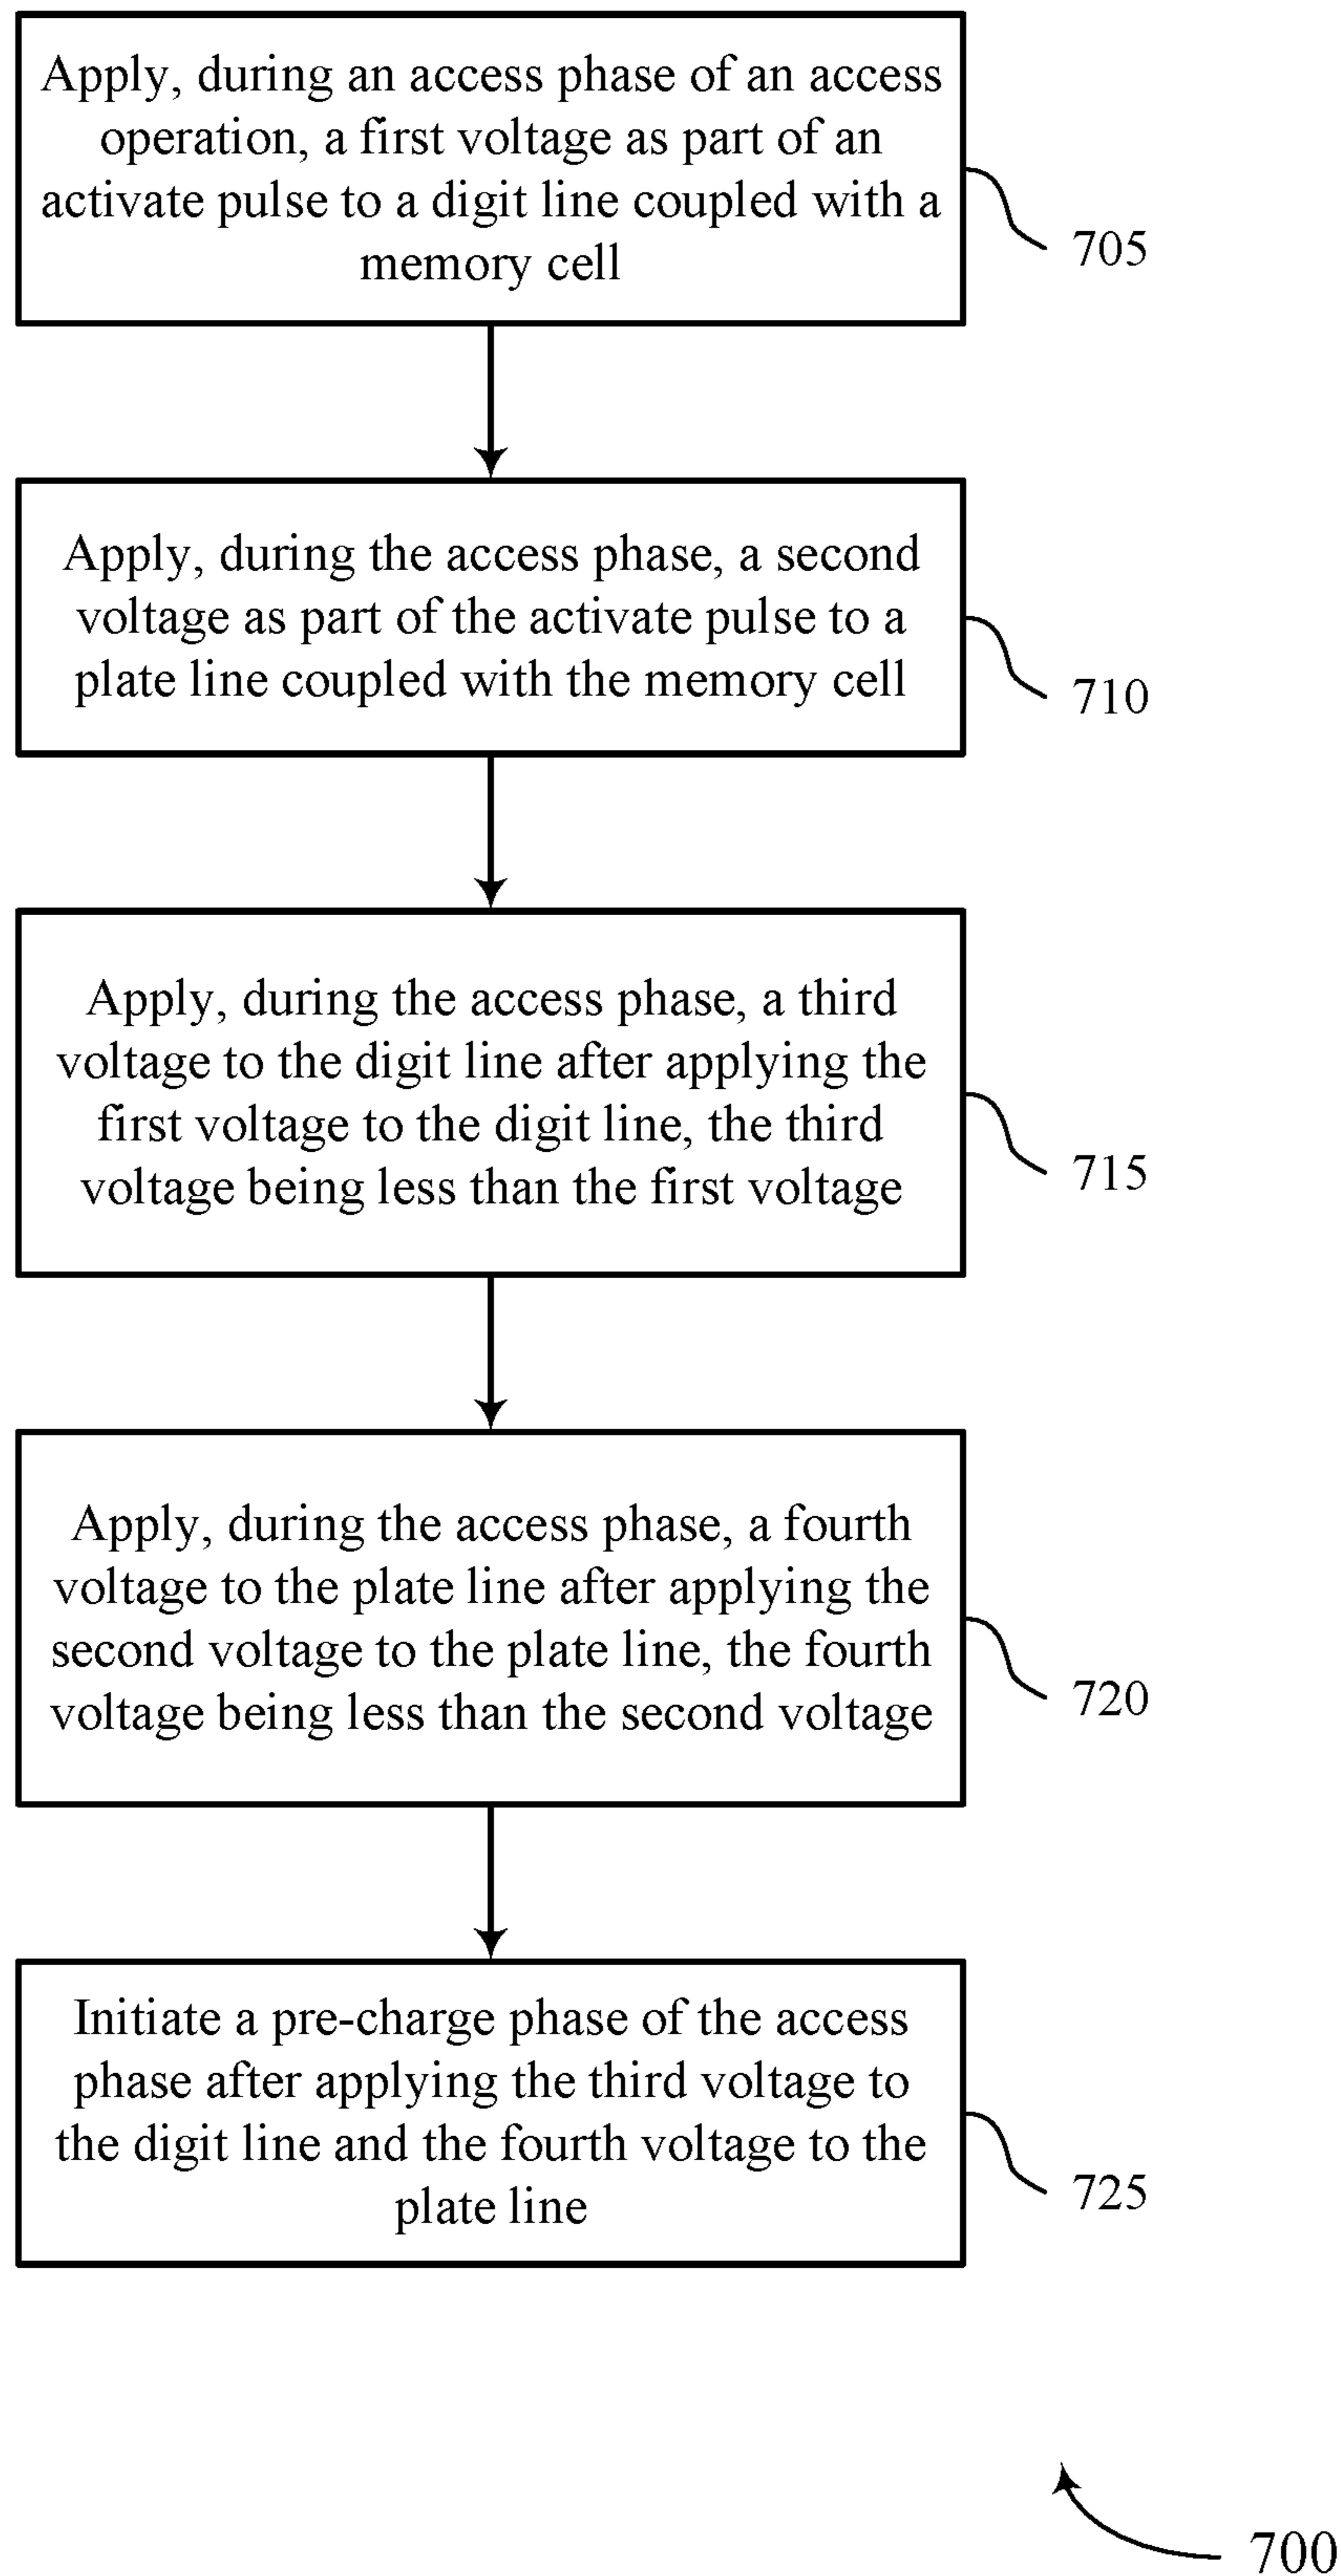 Apply, during an access phase of an access
operation, a first voltage as part of an
activate pulse to a digit line coupled with a
memory cell
705
Apply, during the access phase, a second
voltage as part of the activate pulse to a
plate line coupled with the memory cell
710
Apply, during the access phase, a third
voltage to the digit line after applying the
first voltage to the digit line, the third
voltage being less than the first voltage
715
Apply, during the access phase, a fourth
voltage to the plate line after applying the
second voltage to the plate line, the fourth
voltage being less than the second voltage
720
Initiate a pre-charge phase of the access
phase after applying the third voltage to
the digit line and the fourth voltage to the
plate line
725
700